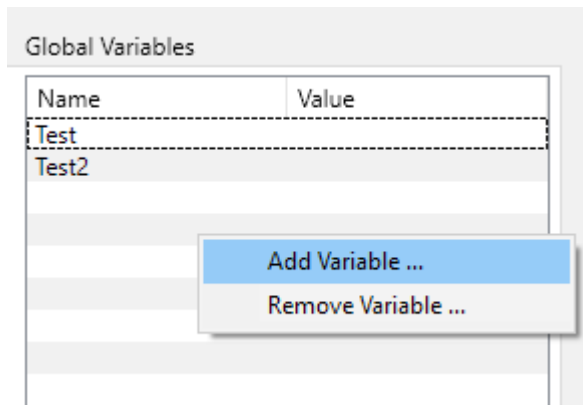 Global Variables
Name Value
Test
Test2
Add Variable ...
Remove Variable ...